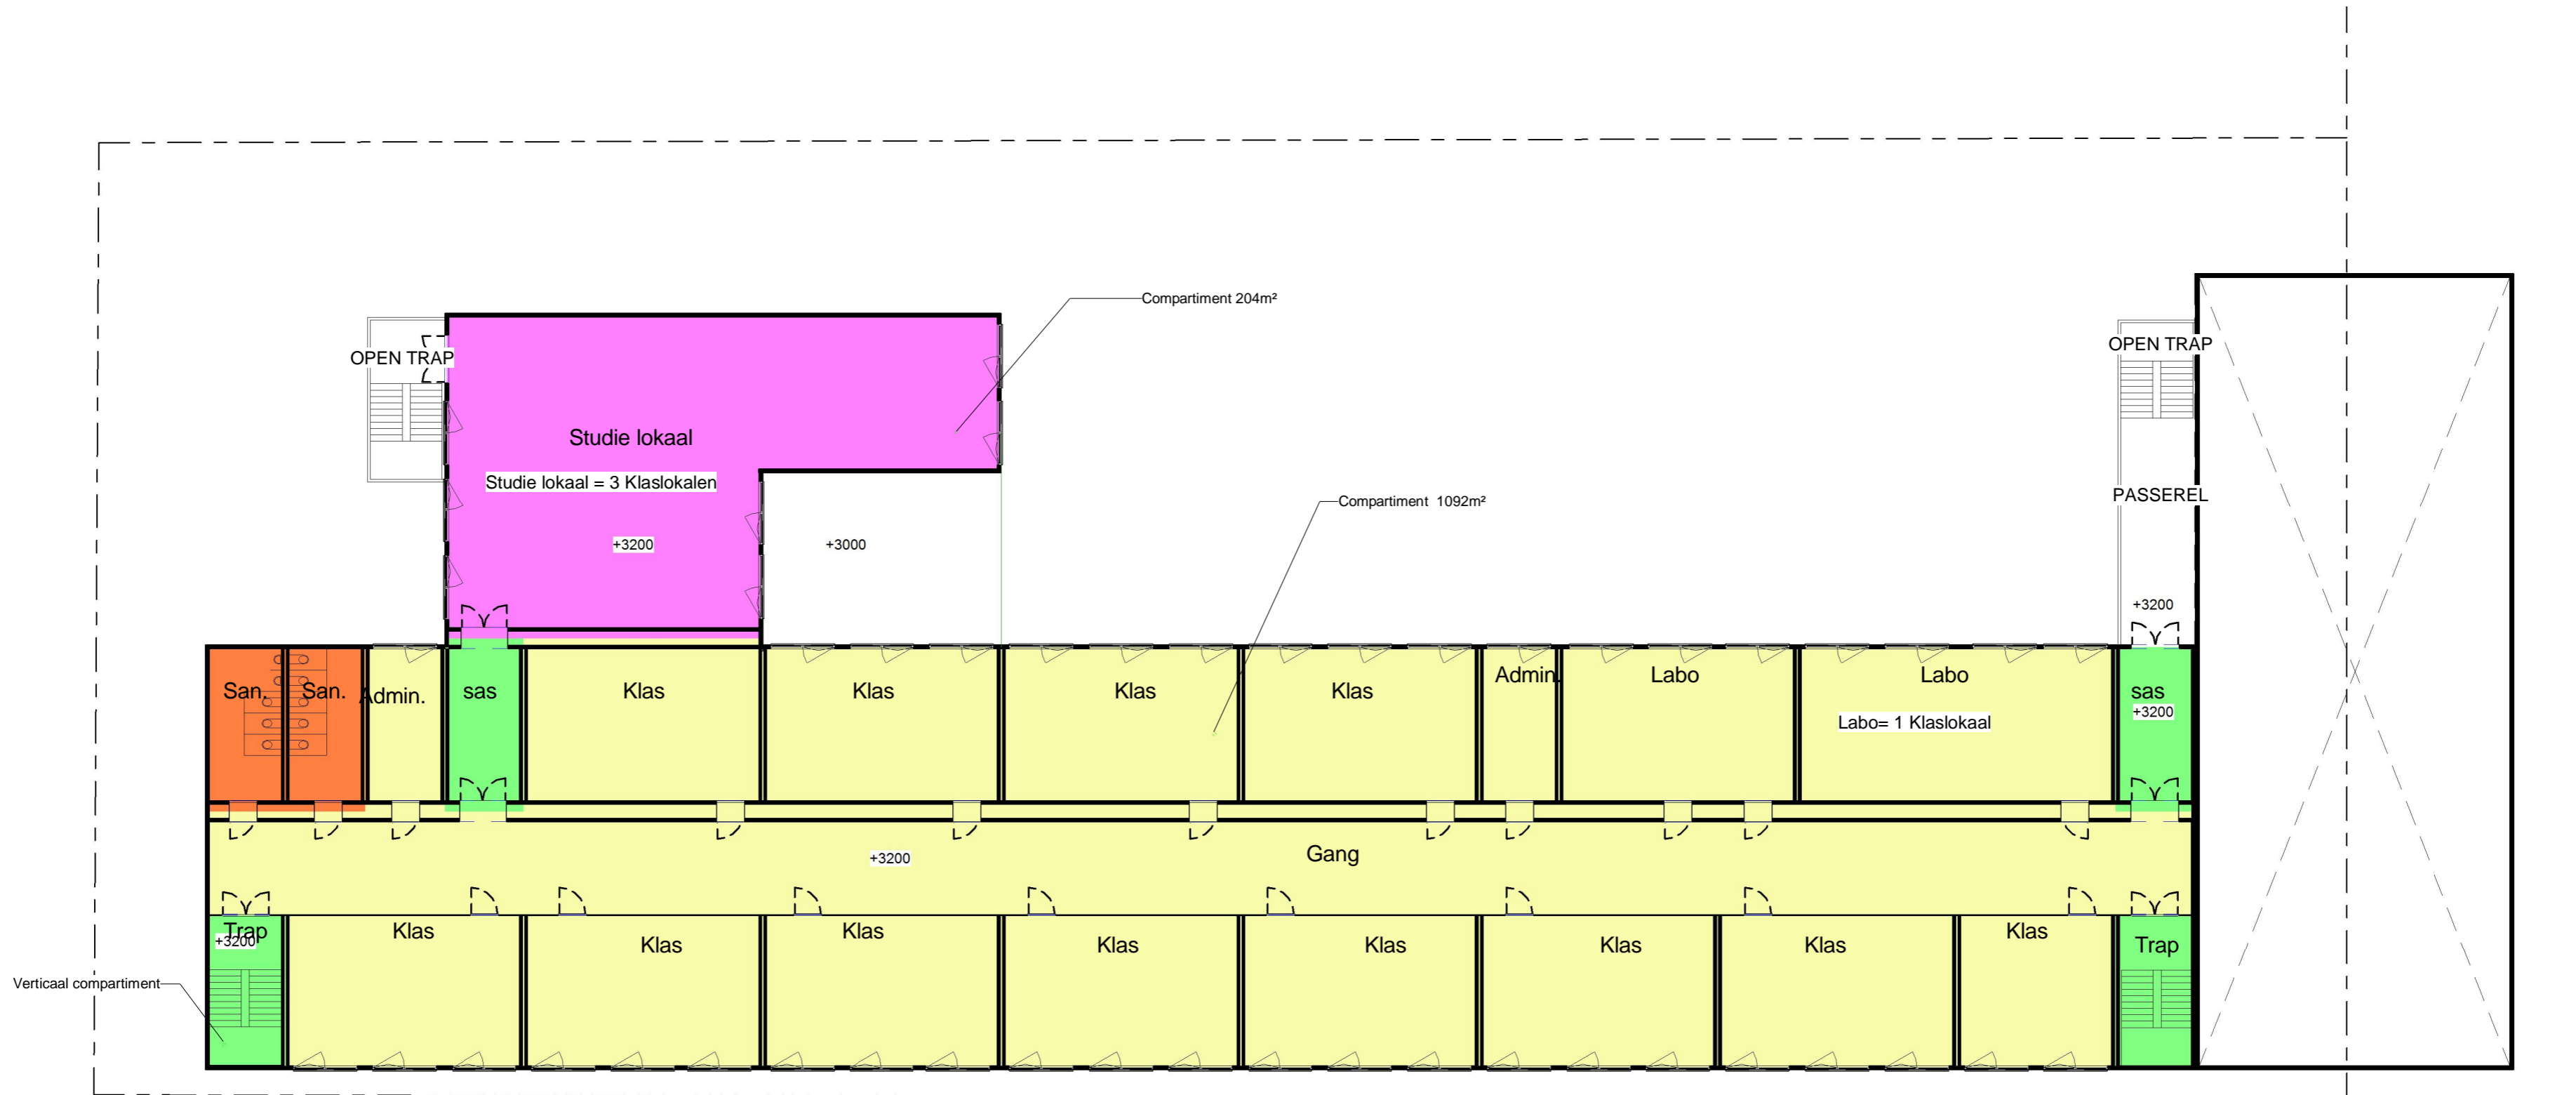 Compartiment 204m²
OPEN TRAP
OPEN TRAP
Studie lokaal
Studie lokaal = 3 Klaslokalen
PASSEREL
Compartiment 1092m²
+3200
+3000
+3200
San.
San.
Admin.
sas
Klas
Klas
Klas
Klas
Admin.
Labo
Labo
sas
+3200
Labo= 1 Klaslokaal
Gang
+3200
Trap
+3200
Klas
Klas
Klas
Klas
Klas
Klas
Klas
Klas
Trap
Verticaal compartiment